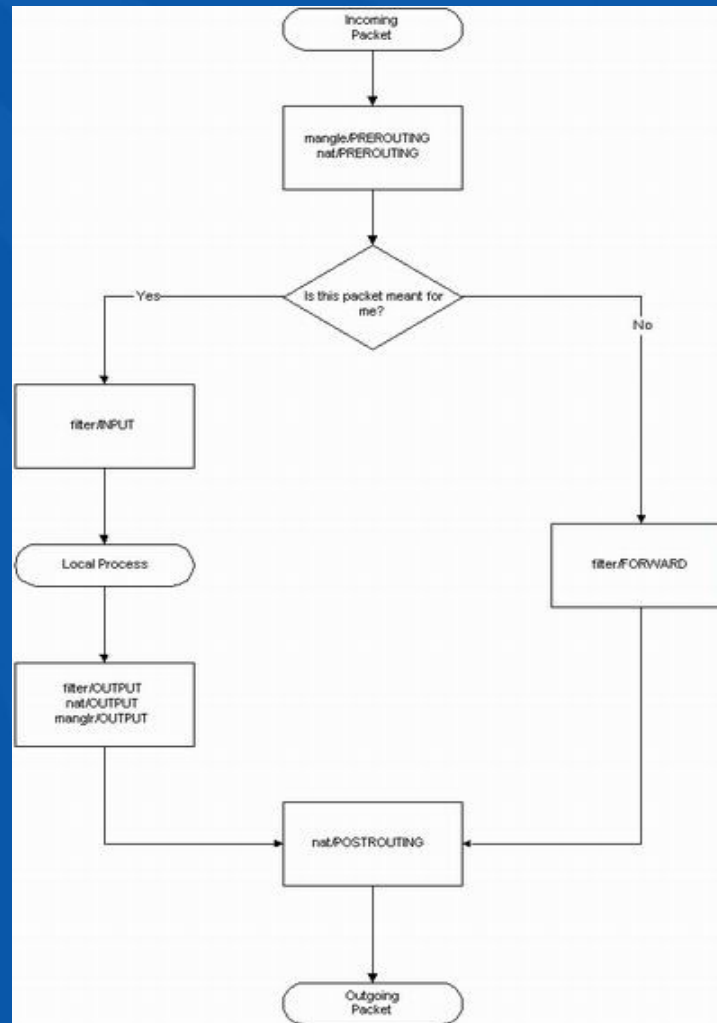 Incoming
Packet
mangle/PREROUTING
nat/PREROUTING
Is this packet meant for
me?
Yes
No
filter/INPUT
Local Process
filter/FORWARD
filter/OUTPUT
nat/OUTPUT
manglr/OUTPUT
nat/POSTROUTING
Outgoing
Packet